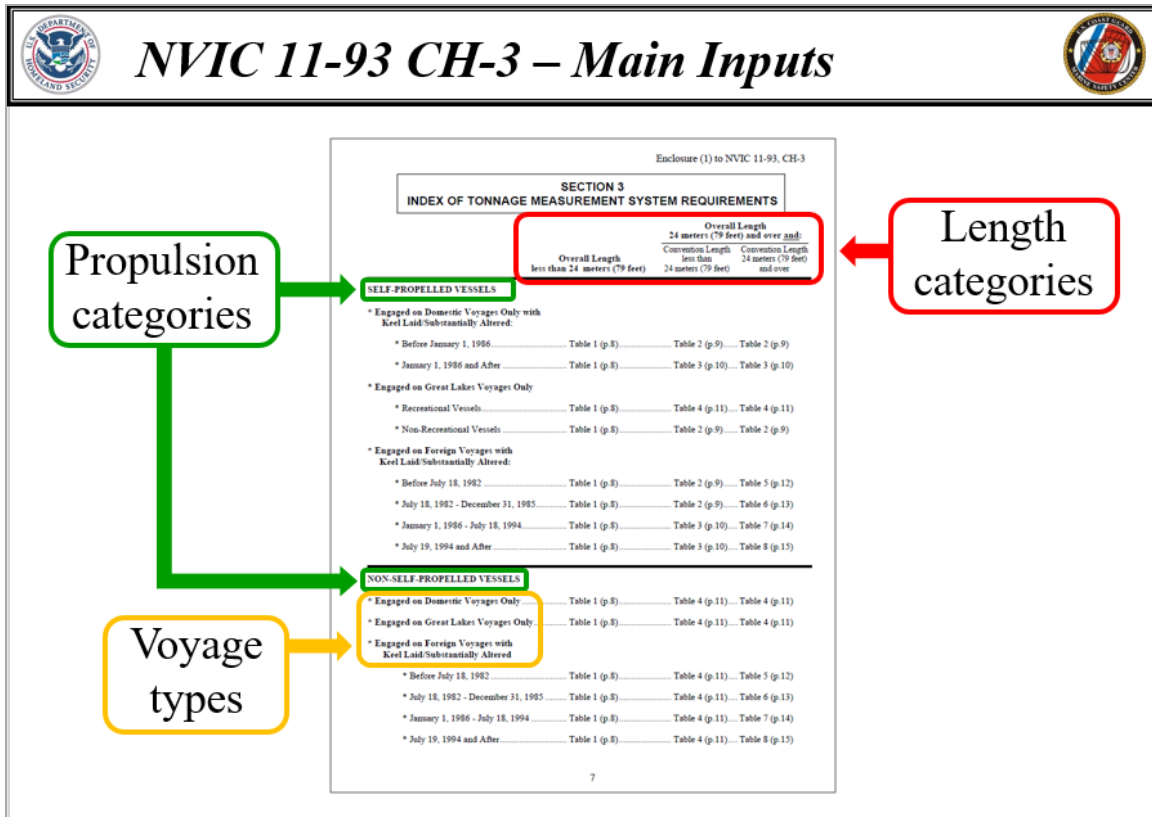 U.S. DEPARTMENT OF
HOMELAND SECURITY
NVIC 11-93 CH-3 – Main Inputs
U.S. COAST GUARD
MARINE SAFETY CENTER
Enclosure (1) to NVIC 11-93, CH-3
SECTION 3
INDEX OF TONNAGE MEASUREMENT SYSTEM REQUIREMENTS
Overall Length
24 meters (79 feet) and over and:
Overall Length
less than 24 meters (79 feet)
Convention Length
less than
24 meters (79 feet)
Convention Length
24 meters (79 feet)
and over
Length
categories
Propulsion
categories
SELF-PROPELLED VESSELS
* Engaged on Domestic Voyages Only with
Keel Laid/Substantially Altered:
* Before January 1, 1986 Table 1 (p.8) Table 2 (p.9) Table 2 (p.9)
* January 1, 1986 and After Table 1 (p.8) Table 3 (p.10) Table 3 (p.10)
* Engaged on Great Lakes Voyages Only
* Recreational Vessels Table 1 (p.8) Table 4 (p.11) Table 4 (p.11)
* Non-Recreational Vessels Table 1 (p.8) Table 2 (p.9) Table 2 (p.9)
* Engaged on Foreign Voyages with
Keel Laid/Substantially Altered:
* Before July 18, 1982 Table 1 (p.8) Table 2 (p.9) Table 5 (p.12)
* July 18, 1982 - December 31, 1985 Table 1 (p.8) Table 2 (p.9) Table 6 (p.13)
* January 1, 1986 - July 18, 1994 Table 1 (p.8) Table 3 (p.10) Table 7 (p.14)
* July 19, 1994 and After Table 1 (p.8) Table 3 (p.10) Table 8 (p.15)
NON-SELF-PROPELLED VESSELS
* Engaged on Domestic Voyages Only Table 1 (p.8) Table 4 (p.11) Table 4 (p.11)
* Engaged on Great Lakes Voyages Only Table 1 (p.8) Table 4 (p.11) Table 4 (p.11)
* Engaged on Foreign Voyages with
Keel Laid/Substantially Altered
Voyage
types
* Before July 18, 1982 Table 1 (p.8) Table 4 (p.11) Table 5 (p.12)
* July 18, 1982 - December 31, 1985 Table 1 (p.8) Table 4 (p.11) Table 6 (p.13)
* January 1, 1986 - July 18, 1994 Table 1 (p.8) Table 4 (p.11) Table 7 (p.14)
* July 19, 1994 and After Table 1 (p.8) Table 4 (p.11) Table 8 (p.15)
7